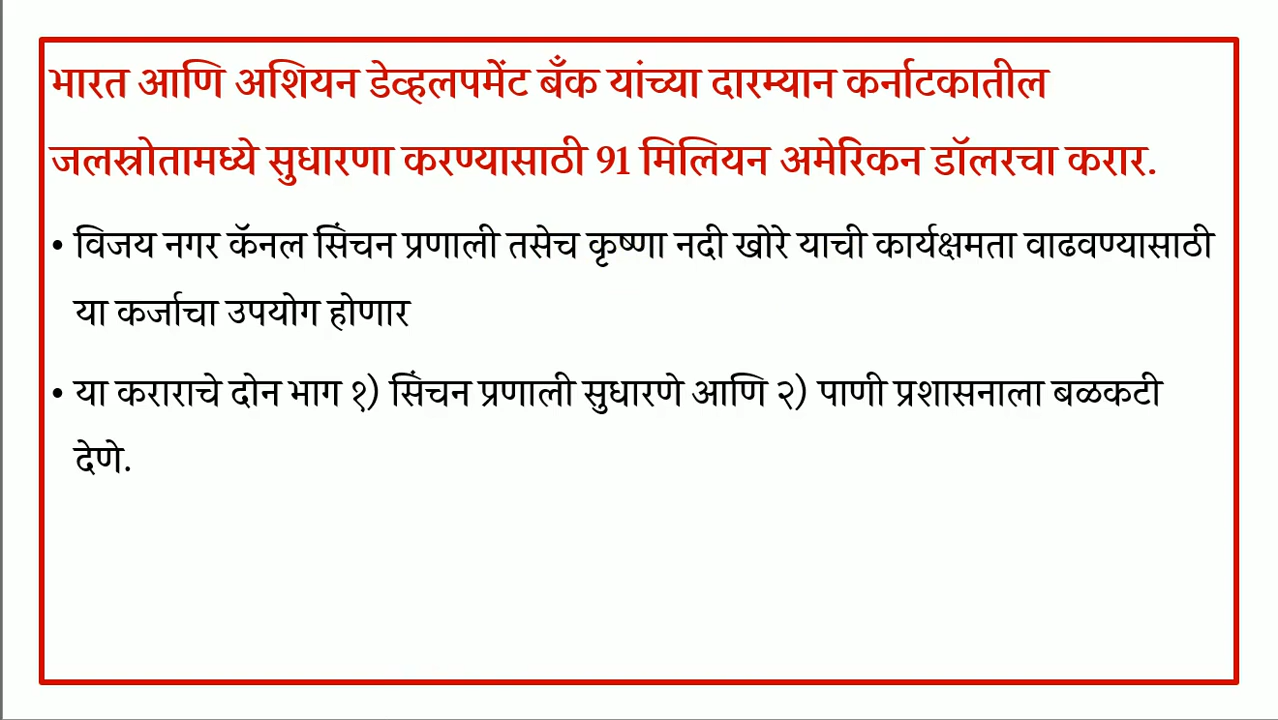 भारत आणि अशियन डेव्हलपमेंट बँक यांच्या दारम्यान कर्नाटकातील
जलस्रोतामध्ये सुधारणा करण्यासाठी 91 मिलियन अमेरिकन डॉलरचा करार.
• विजय नगर कॅनल सिंचन प्रणाली तसेच कृष्णा नदी खोरे याची कार्यक्षमता वाढवण्यासाठी
या कर्जाचा उपयोग होणार
• या कराराचे दोन भाग १) सिंचन प्रणाली सुधारणे आणि २) पाणी प्रशासनाला बळकटी
देणे.